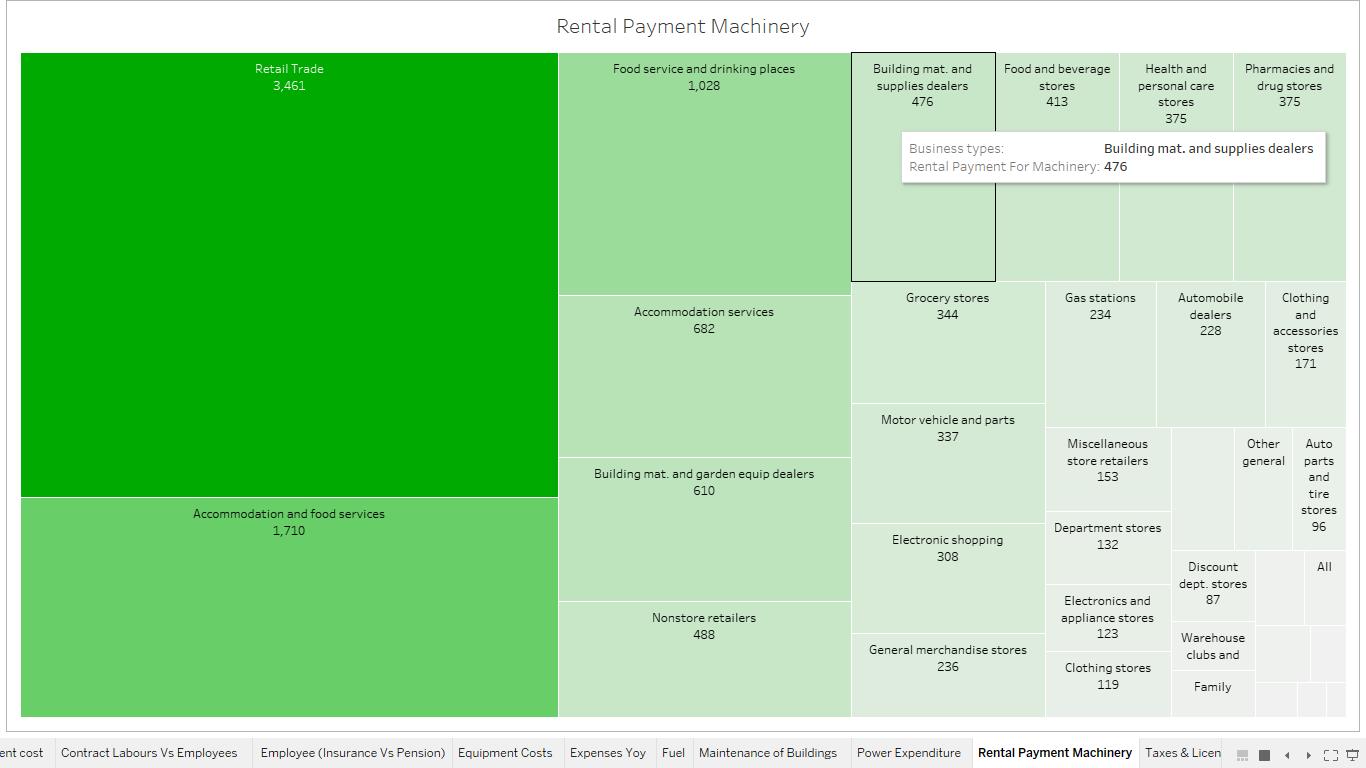 Rental Payment Machinery
Retail Trade
3,461
Accommodation and food services
1,710
Food service and drinking places
1,028
Accommodation services
682
Building mat. and garden equip dealers
610
Nonstore retailers
488
Building mat. and
supplies dealers
476
Food and beverage
stores
413
Health and
personal care
stores
375
Pharmacies and
drug stores
375
Business types: Building mat. and supplies dealers
Rental Payment For Machinery: 476
Grocery stores
344
Motor vehicle and parts
337
Electronic shopping
308
General merchandise stores
236
Gas stations
234
Automobile
dealers
228
Clothing
and
accessories
stores
171
Miscellaneous
store retailers
153
Department stores
132
Electronics and
appliance stores
123
Clothing stores
119
Other
general
Auto
parts
and
tire
stores
96
Discount
dept. stores
87
Warehouse
clubs and
Family
All
ent cost
Contract Labours Vs Employees
Employee (Insurance Vs Pension)
Equipment Costs
Expenses Yoy
Fuel
Maintenance of Buildings
Power Expenditure
Rental Payment Machinery
Taxes & Licen